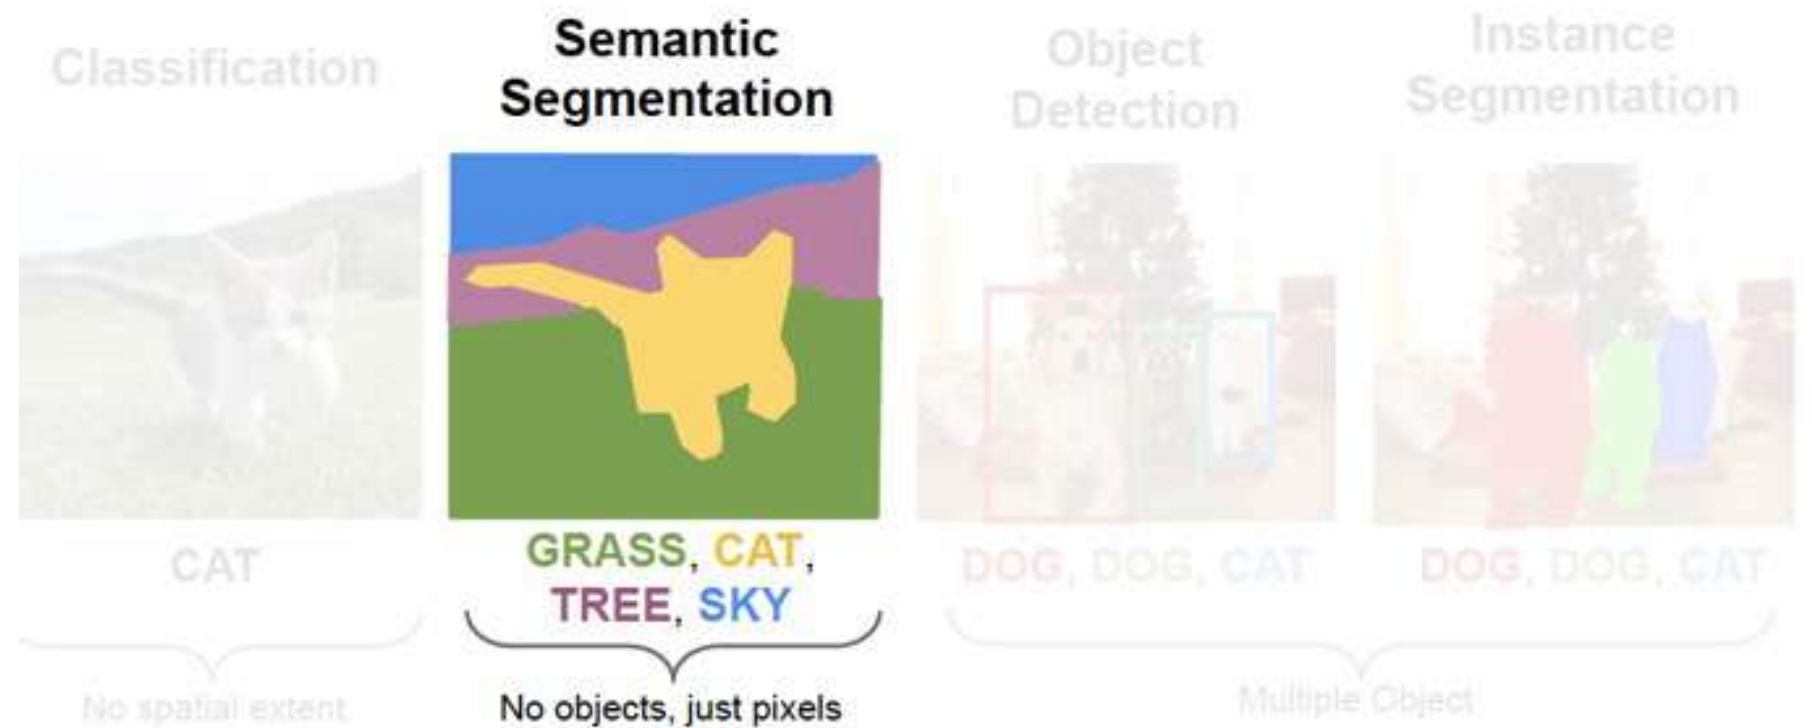 Classification
Semantic
Segmentation
Object
Detection
Instance
Segmentation
CAT
GRASS, CAT,
TREE, SKY
DOG, DOG, CAT
DOG, DOG, CAT
No spatial extent
No objects, just pixels
Multiple Object